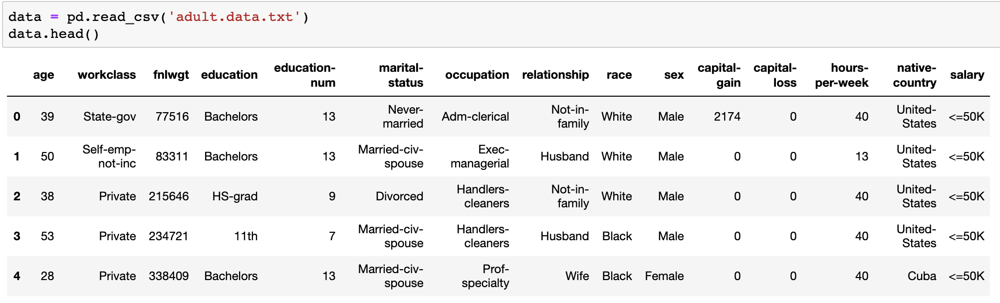 data = pd.read_csv('adult.data.txt')
data.head()
age workclass fnlwgt education education-num marital-status occupation relationship race sex capital-gain capital-loss hours-per-week native-country salary
0 39 State-gov 77516 Bachelors 13 Never-married Adm-clerical Not-in-family White Male 2174 0 40 United-States <=50K
1 50 Self-emp-not-inc 83311 Bachelors 13 Married-civ-spouse Exec-managerial Husband White Male 0 0 13 United-States <=50K
2 38 Private 215646 HS-grad 9 Divorced Handlers-cleaners Not-in-family White Male 0 0 40 United-States <=50K
3 53 Private 234721 11th 7 Married-civ-spouse Handlers-cleaners Husband Black Male 0 0 40 United-States <=50K
4 28 Private 338409 Bachelors 13 Married-civ-spouse Prof-specialty Wife Black Female 0 0 40 Cuba <=50K